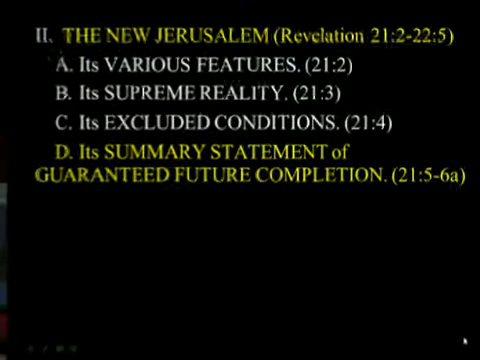 II. THE NEW JERUSALEM (Revelation 21:2-22:5)
A. Its VARIOUS FEATURES. (21:2)
B. Its SUPREME REALITY. (21:3)
C. Its EXCLUDED CONDITIONS. (21:4)
D. Its SUMMARY STATEMENT of
GUARANTEED FUTURE COMPLETION. (21:5-6a)